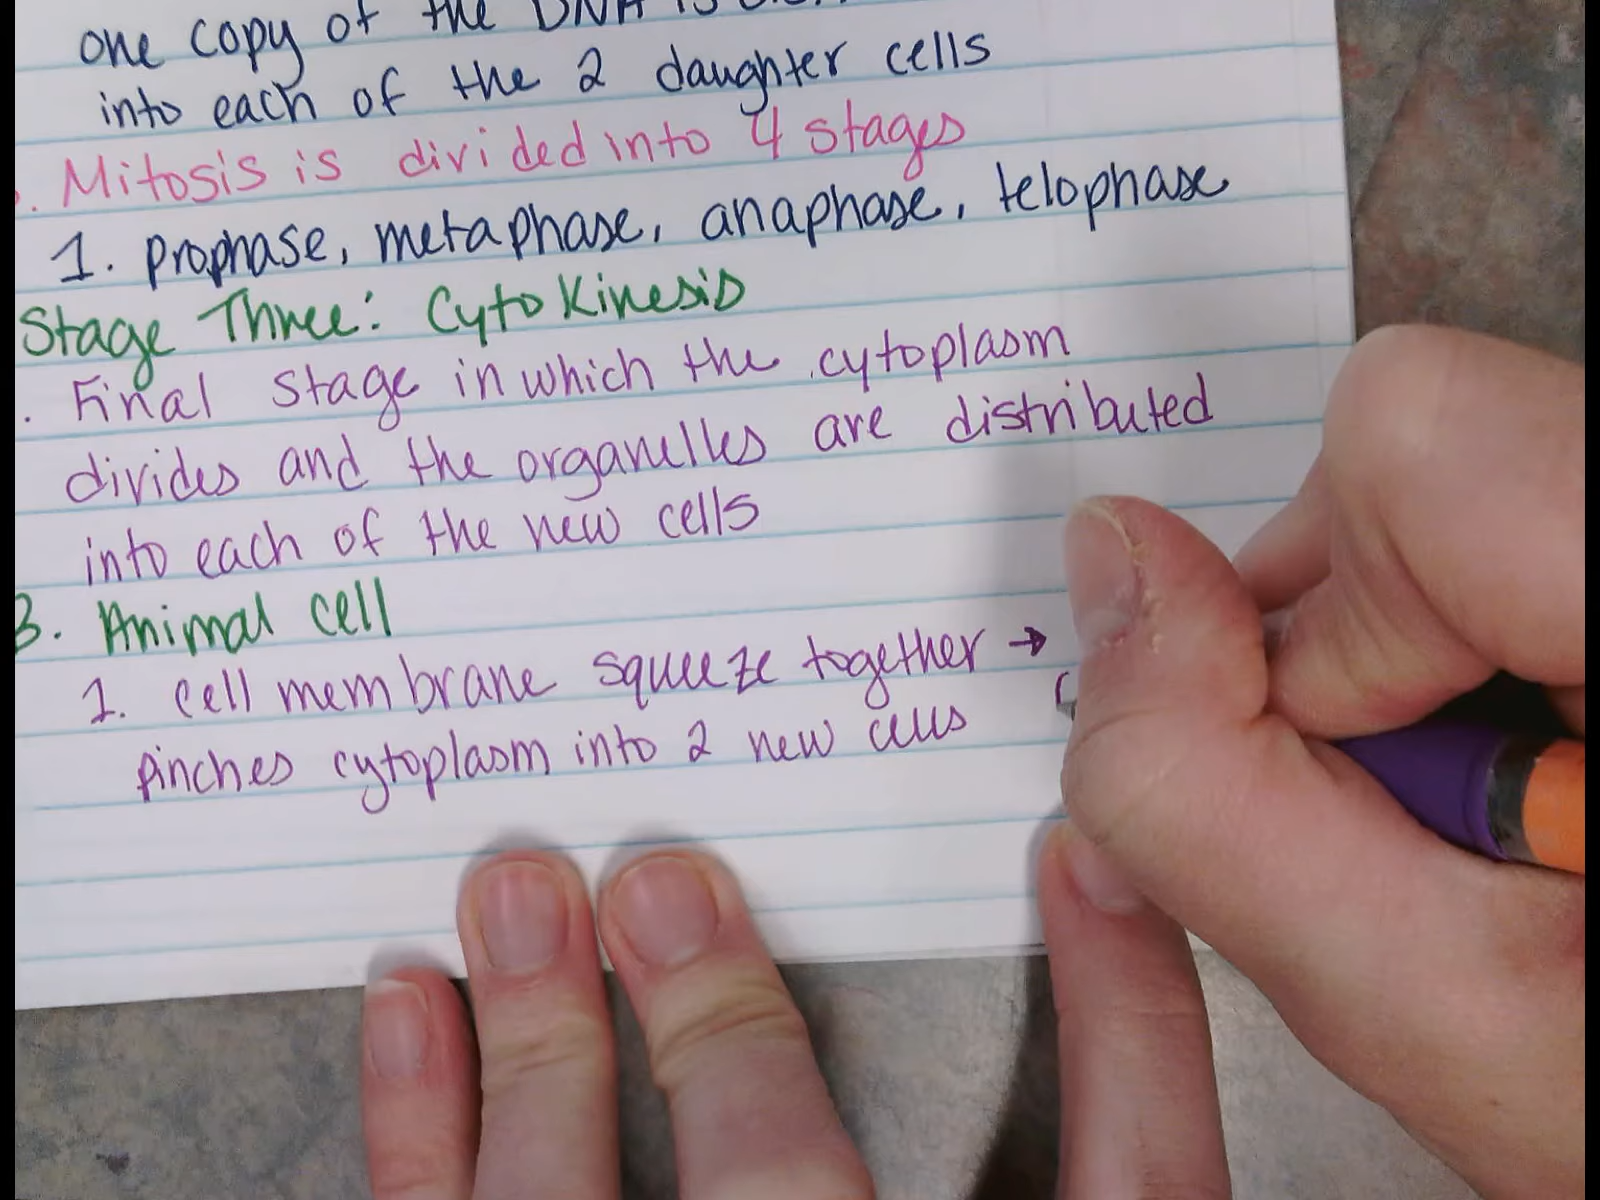 one copy of the DNA is
into each of the 2 daughter cells
. Mitosis is divided into 4 stages
1. prophase, metaphase, anaphase, telophase
Stage Three: Cytokinesis
. Final stage in which the cytoplasm
divides and the organelles are distributed
into each of the new cells
B. Animal cell
1. cell membrane squeeze together →
pinches cytoplasm into 2 new cells (